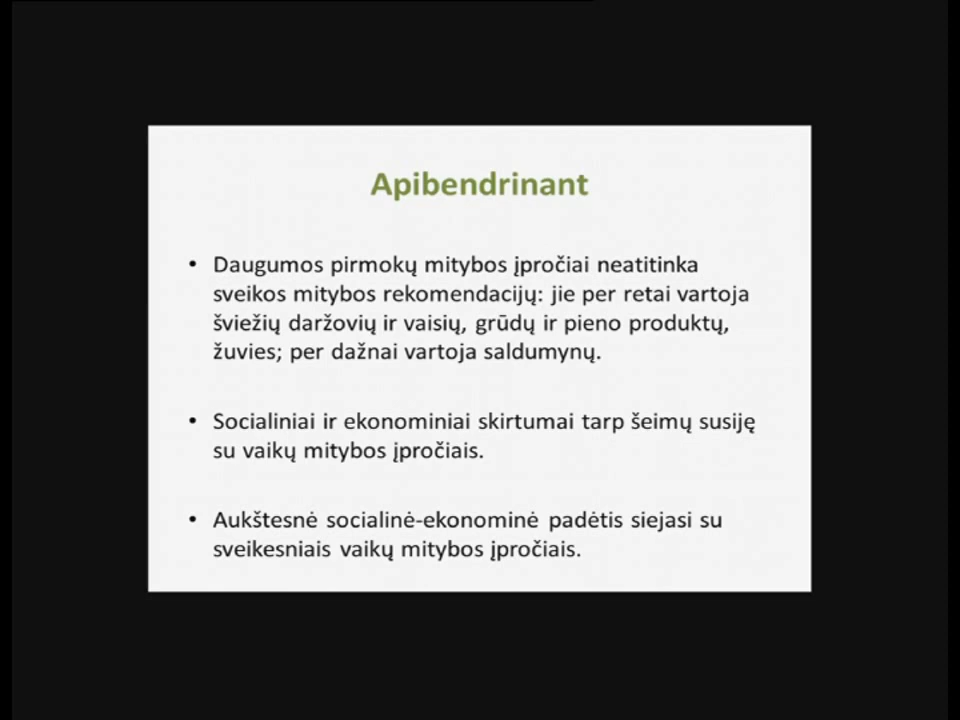 Apibendrinant
• Daugumos pirmokų mitybos įpročiai neatitinka
sveikos mitybos rekomendacijų: jie per retai vartoja
šviežių daržovių ir vaisių, grūdų ir pieno produktų,
žuvies; per dažnai vartoja saldumynų.
• Socialiniai ir ekonominiai skirtumai tarp šeimų susiję
su vaikų mitybos įpročiais.
• Aukštesnė socialinė-ekonominė padėtis siejasi su
sveikesniais vaikų mitybos įpročiais.